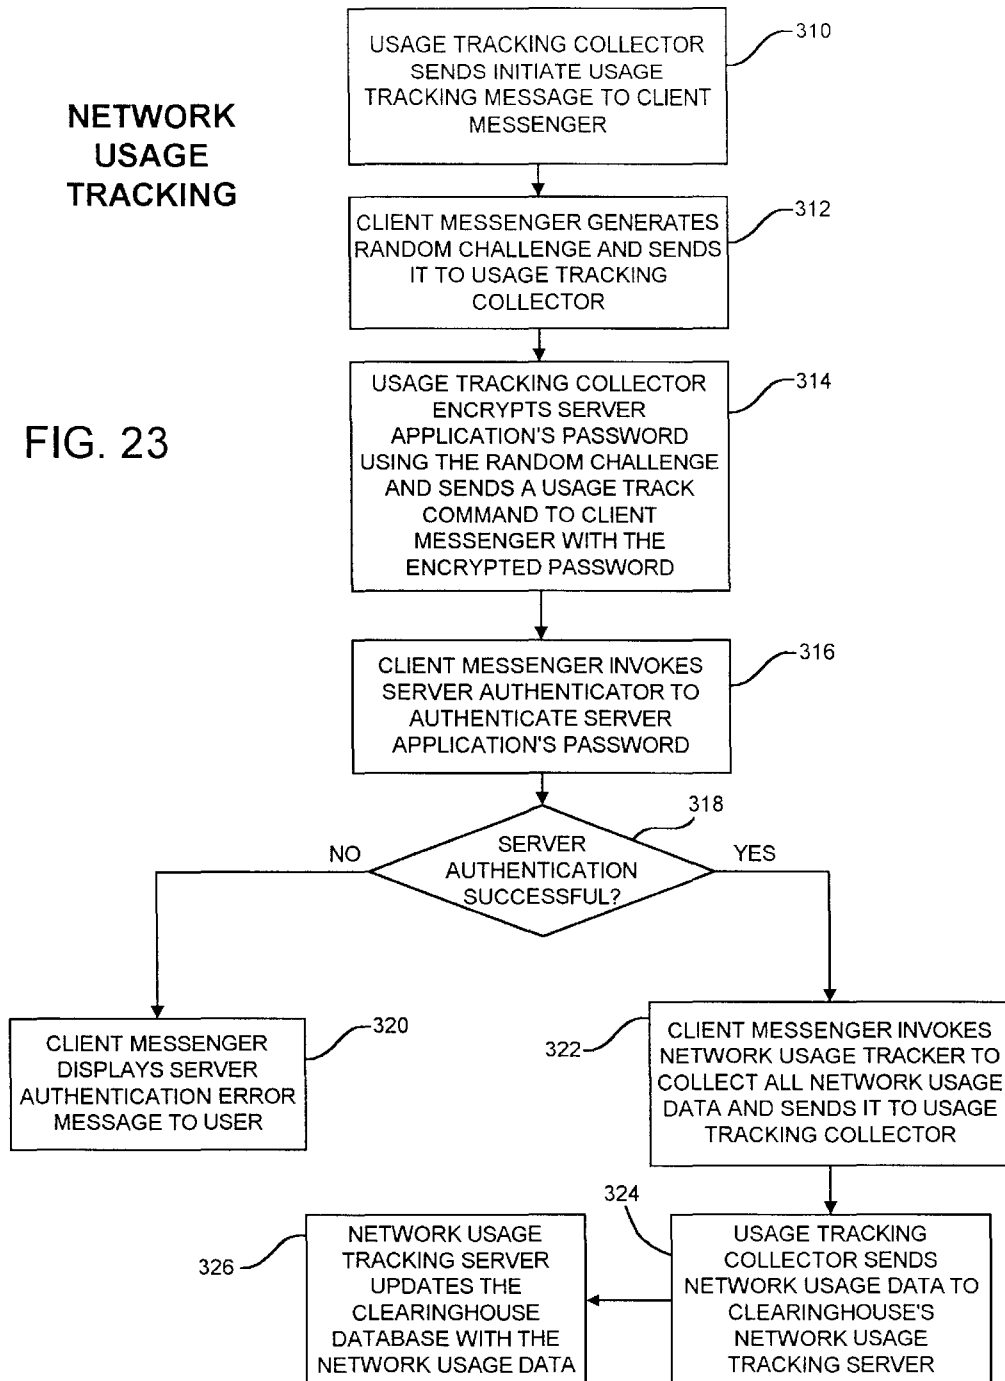 NETWORK
USAGE
TRACKING
FIG. 23
USAGE TRACKING COLLECTOR
SENDS INITIATE USAGE
TRACKING MESSAGE TO CLIENT
MESSENGER
310
CLIENT MESSENGER GENERATES
RANDOM CHALLENGE AND SENDS
IT TO USAGE TRACKING
COLLECTOR
312
USAGE TRACKING COLLECTOR
ENCRYPTS SERVER
APPLICATION'S PASSWORD
USING THE RANDOM CHALLENGE
AND SENDS A USAGE TRACK
COMMAND TO CLIENT
MESSENGER WITH THE
ENCRYPTED PASSWORD
314
CLIENT MESSENGER INVOKES
SERVER AUTHENTICATOR TO
AUTHENTICATE SERVER
APPLICATION'S PASSWORD
316
SERVER
AUTHENTICATION
SUCCESSFUL?
318
NO
YES
CLIENT MESSENGER
DISPLAYS SERVER
AUTHENTICATION ERROR
MESSAGE TO USER
320
CLIENT MESSENGER INVOKES
NETWORK USAGE TRACKER TO
COLLECT ALL NETWORK USAGE
DATA AND SENDS IT TO USAGE
TRACKING COLLECTOR
322
USAGE TRACKING
COLLECTOR SENDS
NETWORK USAGE DATA TO
CLEARINGHOUSE'S
NETWORK USAGE
TRACKING SERVER
324
NETWORK USAGE
TRACKING SERVER
UPDATES THE
CLEARINGHOUSE
DATABASE WITH THE
NETWORK USAGE DATA
326